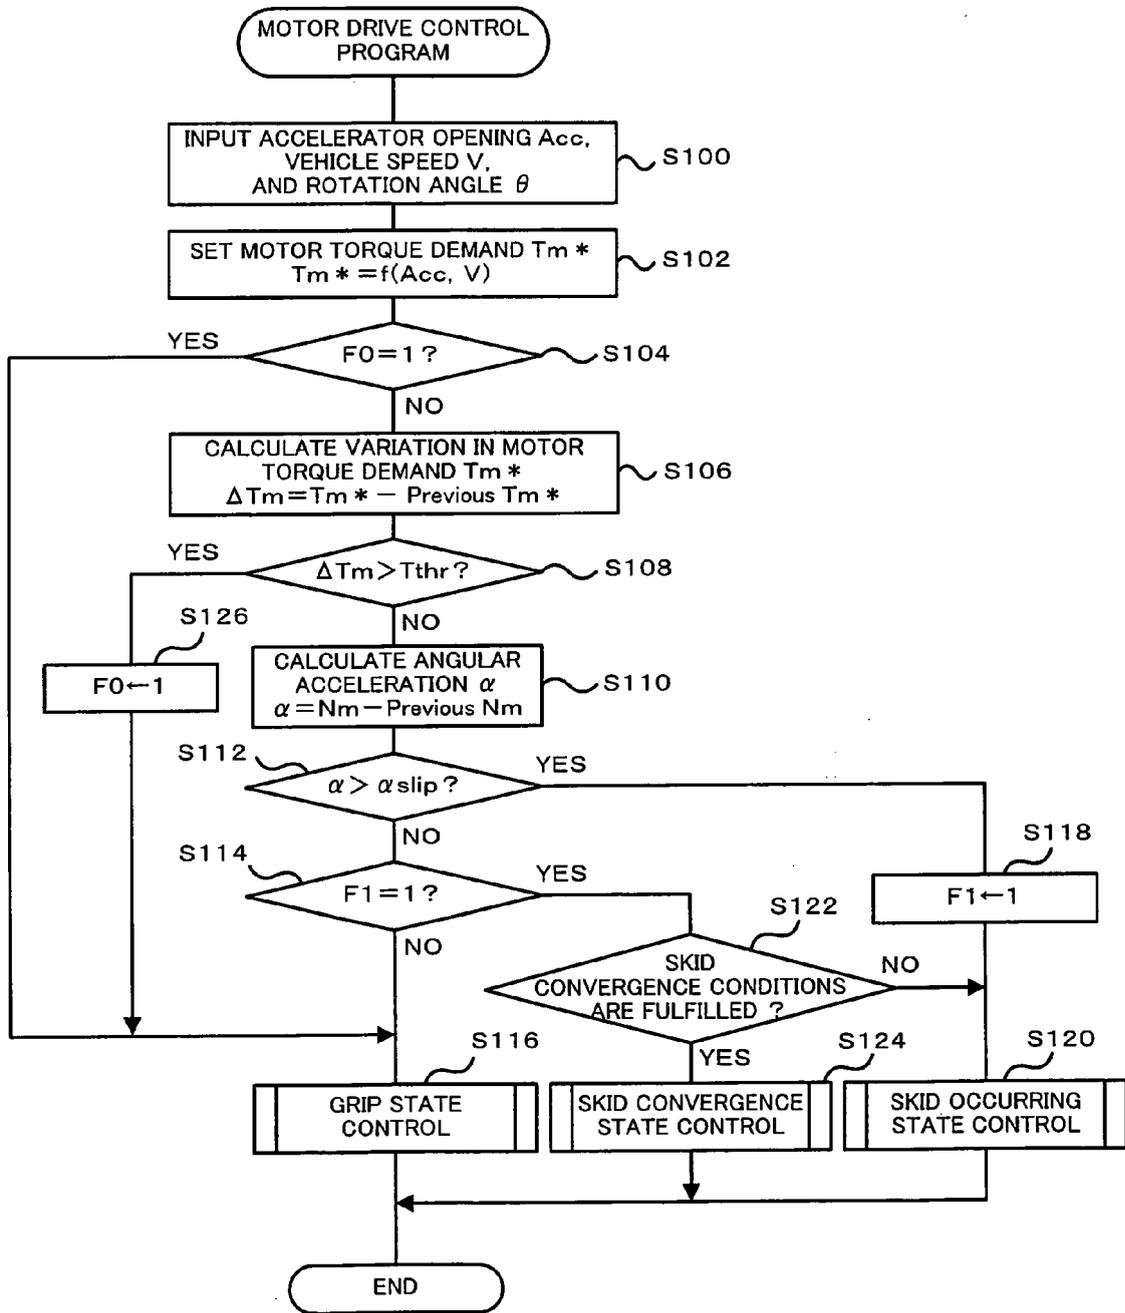 MOTOR DRIVE CONTROL
PROGRAM
INPUT ACCELERATOR OPENING Acc,
VEHICLE SPEED V,
AND ROTATION ANGLE θ
S100
SET MOTOR TORQUE DEMAND Tm*
Tm*=f(Acc, V)
S102
YES
F0=1?
S104
NO
CALCULATE VARIATION IN MOTOR
TORQUE DEMAND Tm*
ΔTm=Tm* - Previous Tm*
S106
YES
ΔTm>Tthr?
S108
NO
S126
F0←1
CALCULATE ANGULAR
ACCELERATION α
α=Nm-Previous Nm
S110
S112
α>αslip?
YES
NO
S114
F1=1?
YES
NO
S118
F1←1
S122
SKID
CONVERGENCE CONDITIONS
ARE FULFILLED ?
NO
YES
S116
GRIP STATE
CONTROL
S124
SKID CONVERGENCE
STATE CONTROL
S120
SKID OCCURRING
STATE CONTROL
END